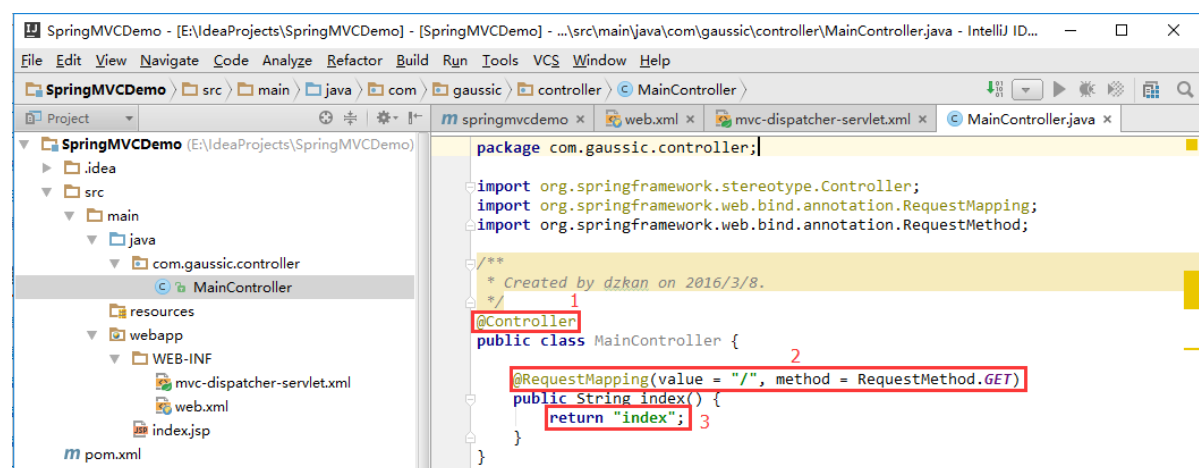 SpringMVCDemo - [E:\IdeaProjects\SpringMVCDemo] - [SpringMVCDemo] - ...\src\main\java\com\gaussic\controller\MainController.java - IntelliJ ID...
File Edit View Navigate Code Analyze Refactor Build Run Tools VCS Window Help
SpringMVCDemo src main java com gaussic controller MainController
Project
springmvcdemo web.xml mvc-dispatcher-servlet.xml MainController.java
SpringMVCDemo (E:\IdeaProjects\SpringMVCDemo)
.idea
src
main
java
com.gaussic.controller
MainController
resources
webapp
WEB-INF
mvc-dispatcher-servlet.xml
web.xml
index.jsp
pom.xml
package com.gaussic.controller;
import org.springframework.stereotype.Controller;
import org.springframework.web.bind.annotation.RequestMapping;
import org.springframework.web.bind.annotation.RequestMethod;
/**
* Created by dzkan on 2016/3/8.
*/ 1
@Controller
public class MainController {
2
@RequestMapping(value = "/", method = RequestMethod.GET)
public String index() {
return "index"; 3
}
}